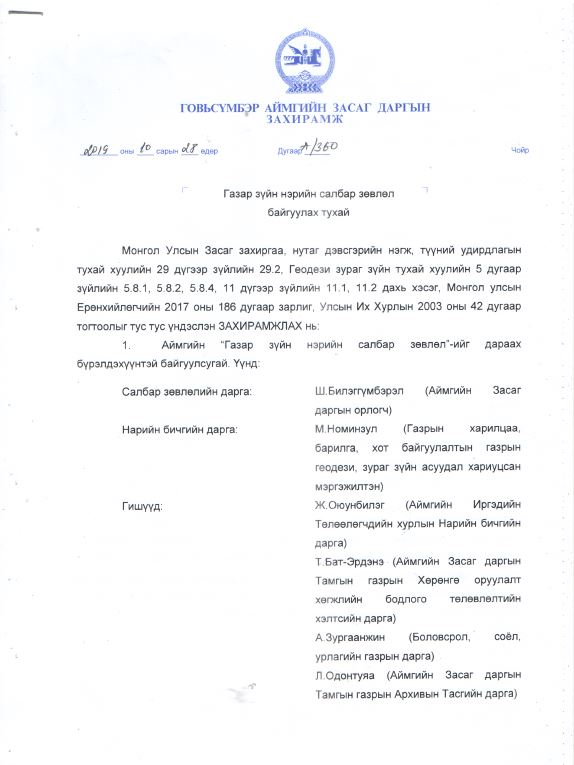 ГОВЬСҮМБЭР АЙМГИЙН ЗАСАГ ДАРГЫН
ЗАХИРАМЖ
2019 оны 10 сарын 28 өдөр Дугаар А/360 Чойр
Газар зүйн нэрийн салбар зөвлөл
байгуулах тухай
Монгол Улсын Засаг захиргаа, нутаг дэвсгэрийн нэгж, түүний удирдлагын
тухай хуулийн 29 дүгээр зүйлийн 29.2, Геодези зураг зүйн тухай хуулийн 5 дугаар
зүйлийн 5.8.1, 5.8.2, 5.8.4, 11 дүгээр зүйлийн 11.1, 11.2 дахь хэсэг, Монгол улсын
Ерөнхийлөгчийн 2017 оны 186 дугаар зарлиг, Улсын Их Хурлын 2003 оны 42 дугаар
тогтоолыг тус тус үндэслэн ЗАХИРАМЖЛАХ нь:
1. Аймгийн "Газар зүйн нэрийн салбар зөвлөл"-ийг дараах
бүрэлдэхүүнтэй байгуулсугай. Үүнд:
Салбар зөвлөлийн дарга: Ш.Билэггүмбэрэл (Аймгийн Засаг
даргын орлогч)
Нарийн бичгийн дарга: М.Номинзул (Газрын харилцаа,
барилга, хот байгуулалтын газрын
геодези, зураг зүйн асуудал хариуцсан
мэргэжилтэн)
Гишүүд: Ж.Оюунбилэг (Аймгийн Иргэдийн
Төлөөлөгчдийн хурлын Нарийн бичгийн
дарга)
Т.Бат-Эрдэнэ (Аймгийн Засаг даргын
Тамгын газрын Хөрөнгө оруулалт
хөгжлийн бодлого төлөвлөлтийн
хэлтсийн дарга)
А.Зургаанжин (Боловсрол, соёл,
урлагийн газрын дарга)
Л.Одонтуяа (Аймгийн Засаг даргын
Тамгын газрын Архивын Тасгийн дарга)